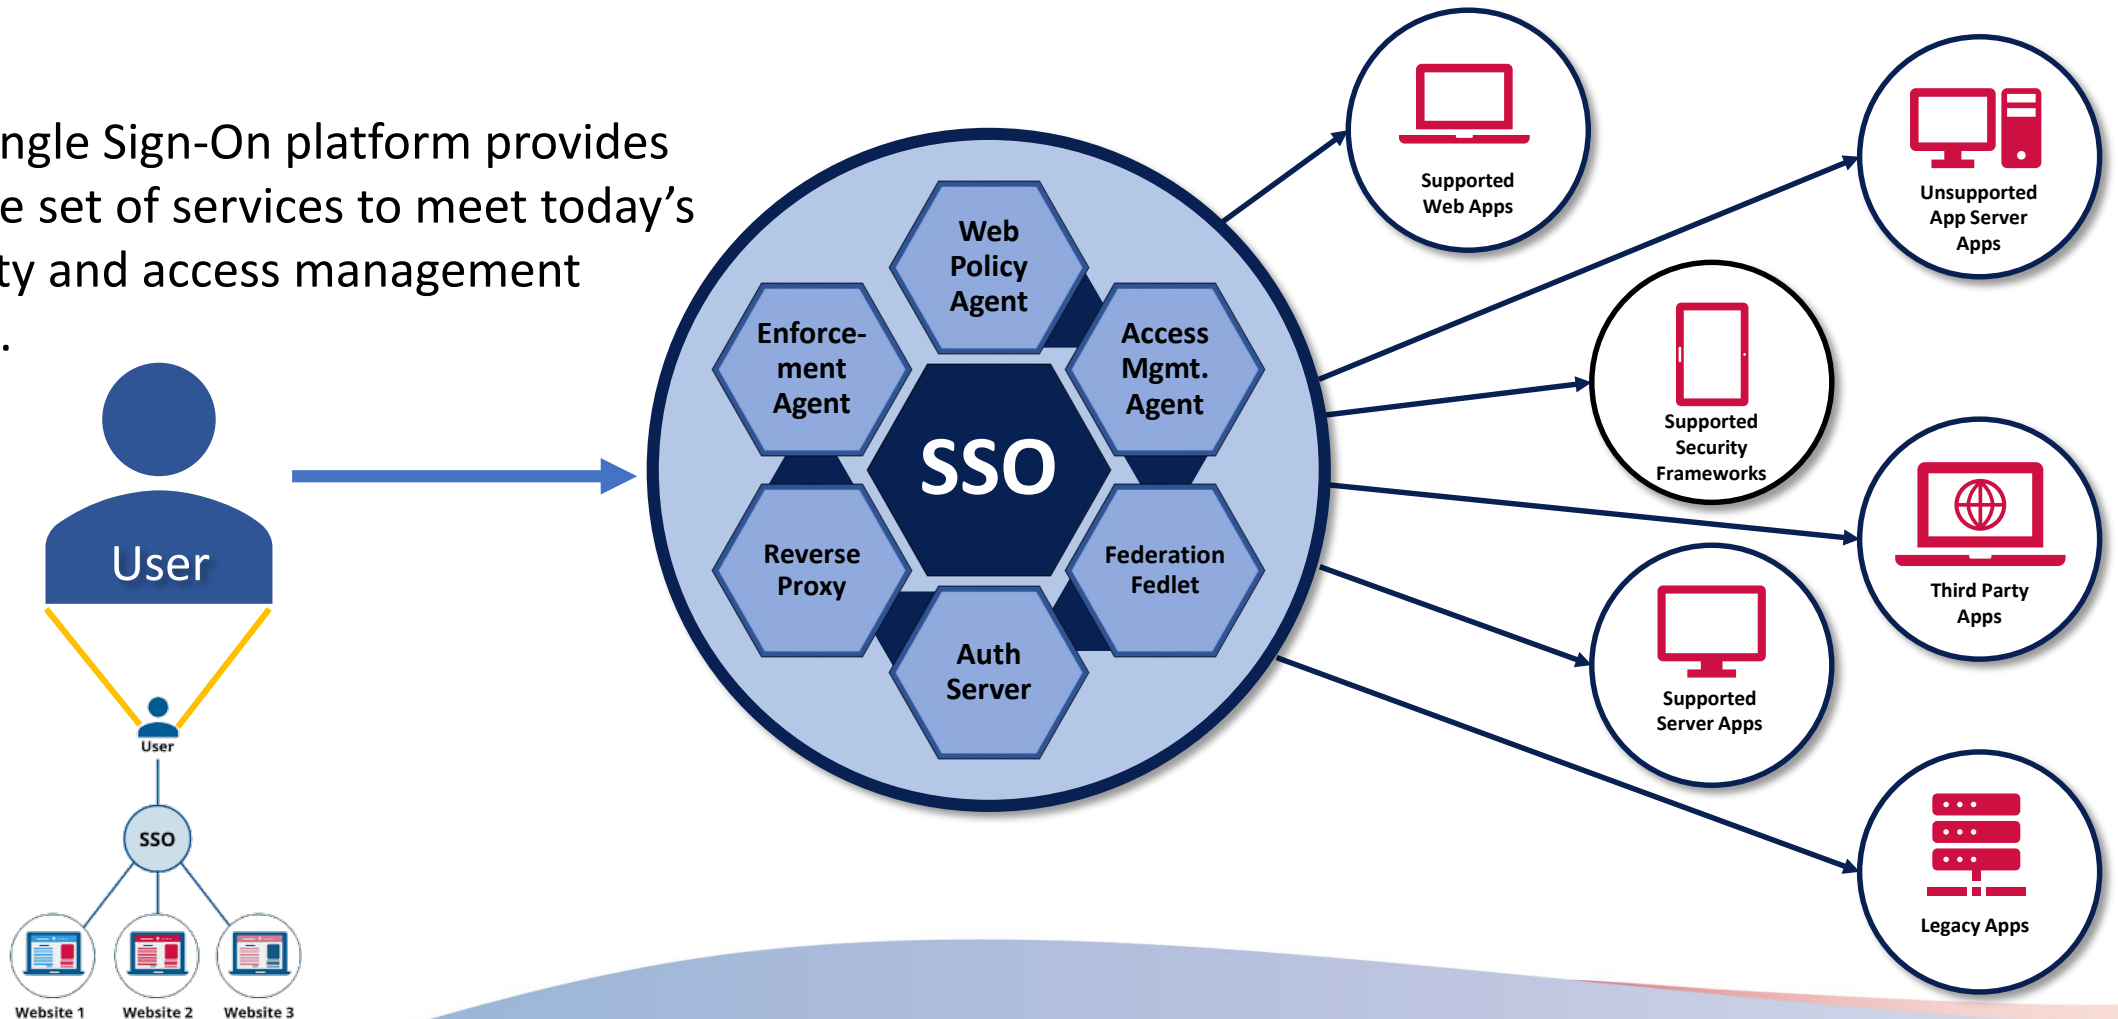 ngle Sign-On platform provides
e set of services to meet today's
ty and access management
.
User
User
SSO
Website 1
Website 2
Website 3
Web
Policy
Agent
Enforce-
ment
Agent
Access
Mgmt.
Agent
SSO
Reverse
Proxy
Federation
Fedlet
Auth
Server
Supported
Web Apps
Unsupported
App Server
Apps
Supported
Security
Frameworks
Third Party
Apps
Supported
Server Apps
Legacy Apps